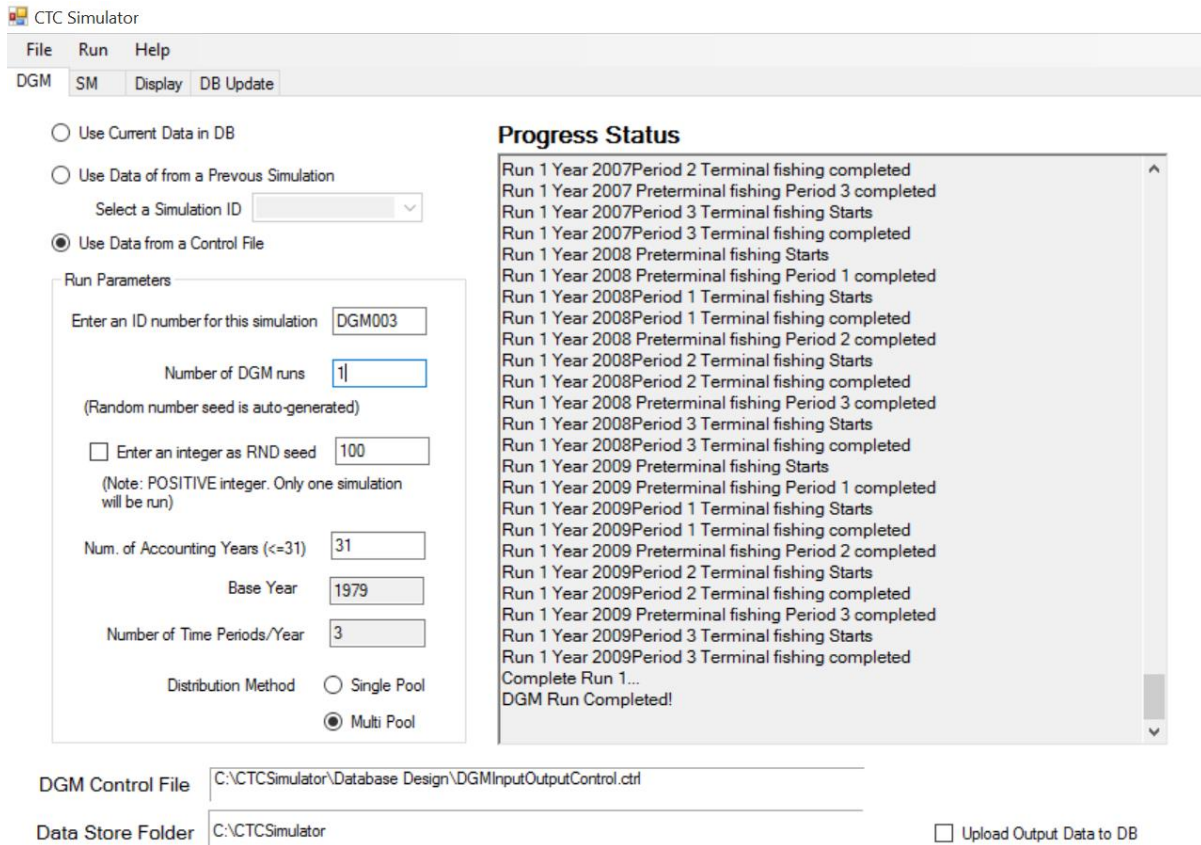 CTC Simulator
File Run Help
DGM SM Display DB Update
Use Current Data in DB
Use Data of from a Prevous Simulation
Select a Simulation ID
Use Data from a Control File
Run Parameters
Enter an ID number for this simulation DGM003
Number of DGM runs 1
(Random number seed is auto-generated)
Enter an integer as RND seed 100
(Note: POSITIVE integer. Only one simulation
will be run)
Num. of Accounting Years (<=31) 31
Base Year 1979
Number of Time Periods/Year 3
Distribution Method Single Pool
Multi Pool
Progress Status
Run 1 Year 2007Period 2 Terminal fishing completed
Run 1 Year 2007 Preterminal fishing Period 3 completed
Run 1 Year 2007Period 3 Terminal fishing Starts
Run 1 Year 2007Period 3 Terminal fishing completed
Run 1 Year 2008 Preterminal fishing Starts
Run 1 Year 2008 Preterminal fishing Period 1 completed
Run 1 Year 2008Period 1 Terminal fishing Starts
Run 1 Year 2008Period 1 Terminal fishing completed
Run 1 Year 2008 Preterminal fishing Period 2 completed
Run 1 Year 2008Period 2 Terminal fishing Starts
Run 1 Year 2008Period 2 Terminal fishing completed
Run 1 Year 2008 Preterminal fishing Period 3 completed
Run 1 Year 2008Period 3 Terminal fishing Starts
Run 1 Year 2008Period 3 Terminal fishing completed
Run 1 Year 2009 Preterminal fishing Starts
Run 1 Year 2009 Preterminal fishing Period 1 completed
Run 1 Year 2009Period 1 Terminal fishing Starts
Run 1 Year 2009Period 1 Terminal fishing completed
Run 1 Year 2009 Preterminal fishing Period 2 completed
Run 1 Year 2009Period 2 Terminal fishing Starts
Run 1 Year 2009Period 2 Terminal fishing completed
Run 1 Year 2009 Preterminal fishing Period 3 completed
Run 1 Year 2009Period 3 Terminal fishing Starts
Run 1 Year 2009Period 3 Terminal fishing completed
Complete Run 1...
DGM Run Completed!
DGM Control File C:\CTCSimulator\Database Design\DGMInputOutputControl.ctrl
Data Store Folder C:\CTCSimulator
Upload Output Data to DB